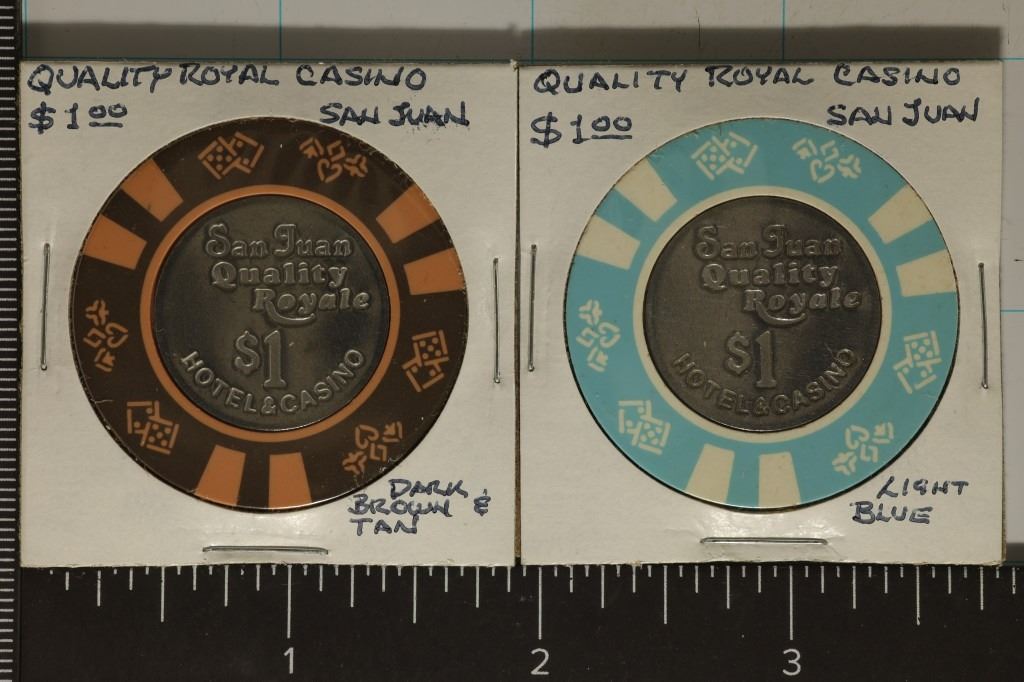 QUALITY ROYAL CASINO
$1.00 SAN JUAN
San Juan
Quality
Royale
$1
HOTEL & CASINO
DARK
BROWN &
TAN
QUALITY ROYAL CASINO
$1.00 SAN JUAN
San Juan
Quality
Royale
$1
HOTEL & CASINO
LIGHT
BLUE
1 2 3